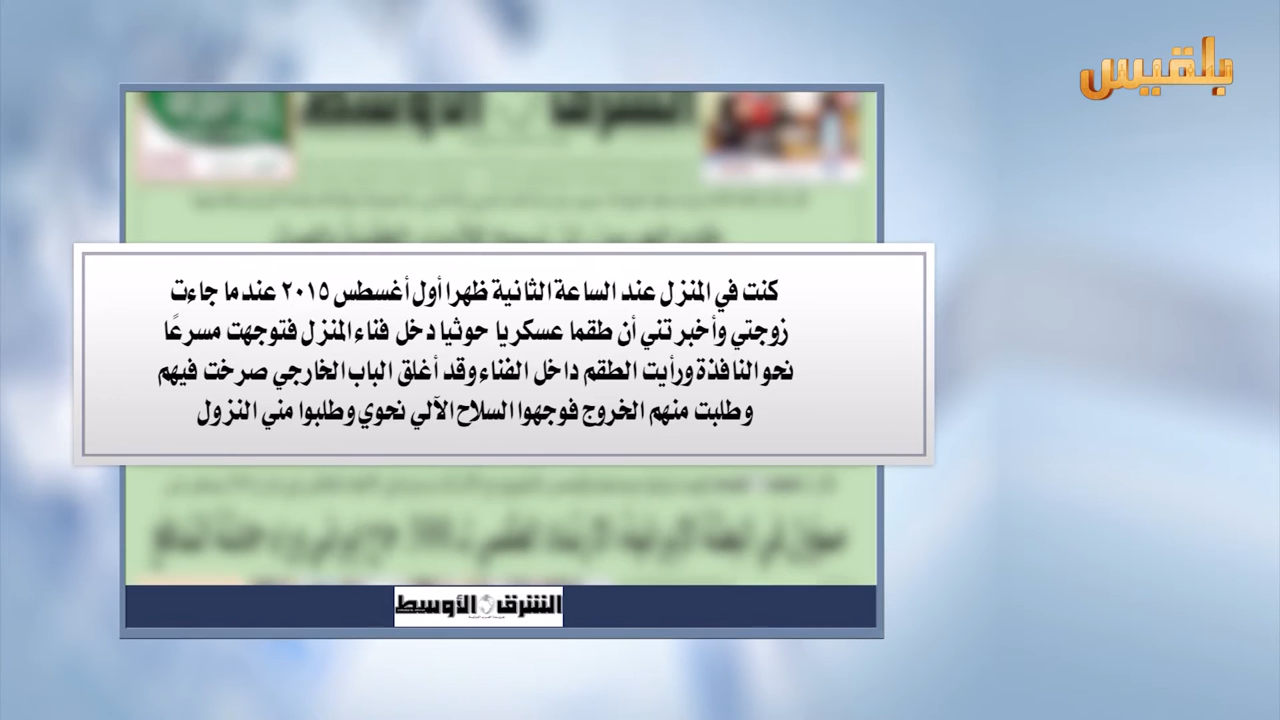 بلقيس
الشرق الأوسط
كنت في المنزل عند الساعة الثانية ظهرا أول أغسطس ٢٠١٥ عندما جاءت
زوجتي وأخبرتني أن طقما عسكريا حوثيا دخل فناء المنزل فتوجهت مسرعًا
نحو النافذة ورأيت الطقم داخل الفناء وقد أغلق الباب الخارجي صرخت فيهم
وطلبت منهم الخروج فوجهوا السلاح الآلي نحوي وطلبوا مني النزول
الشرق الأوسط